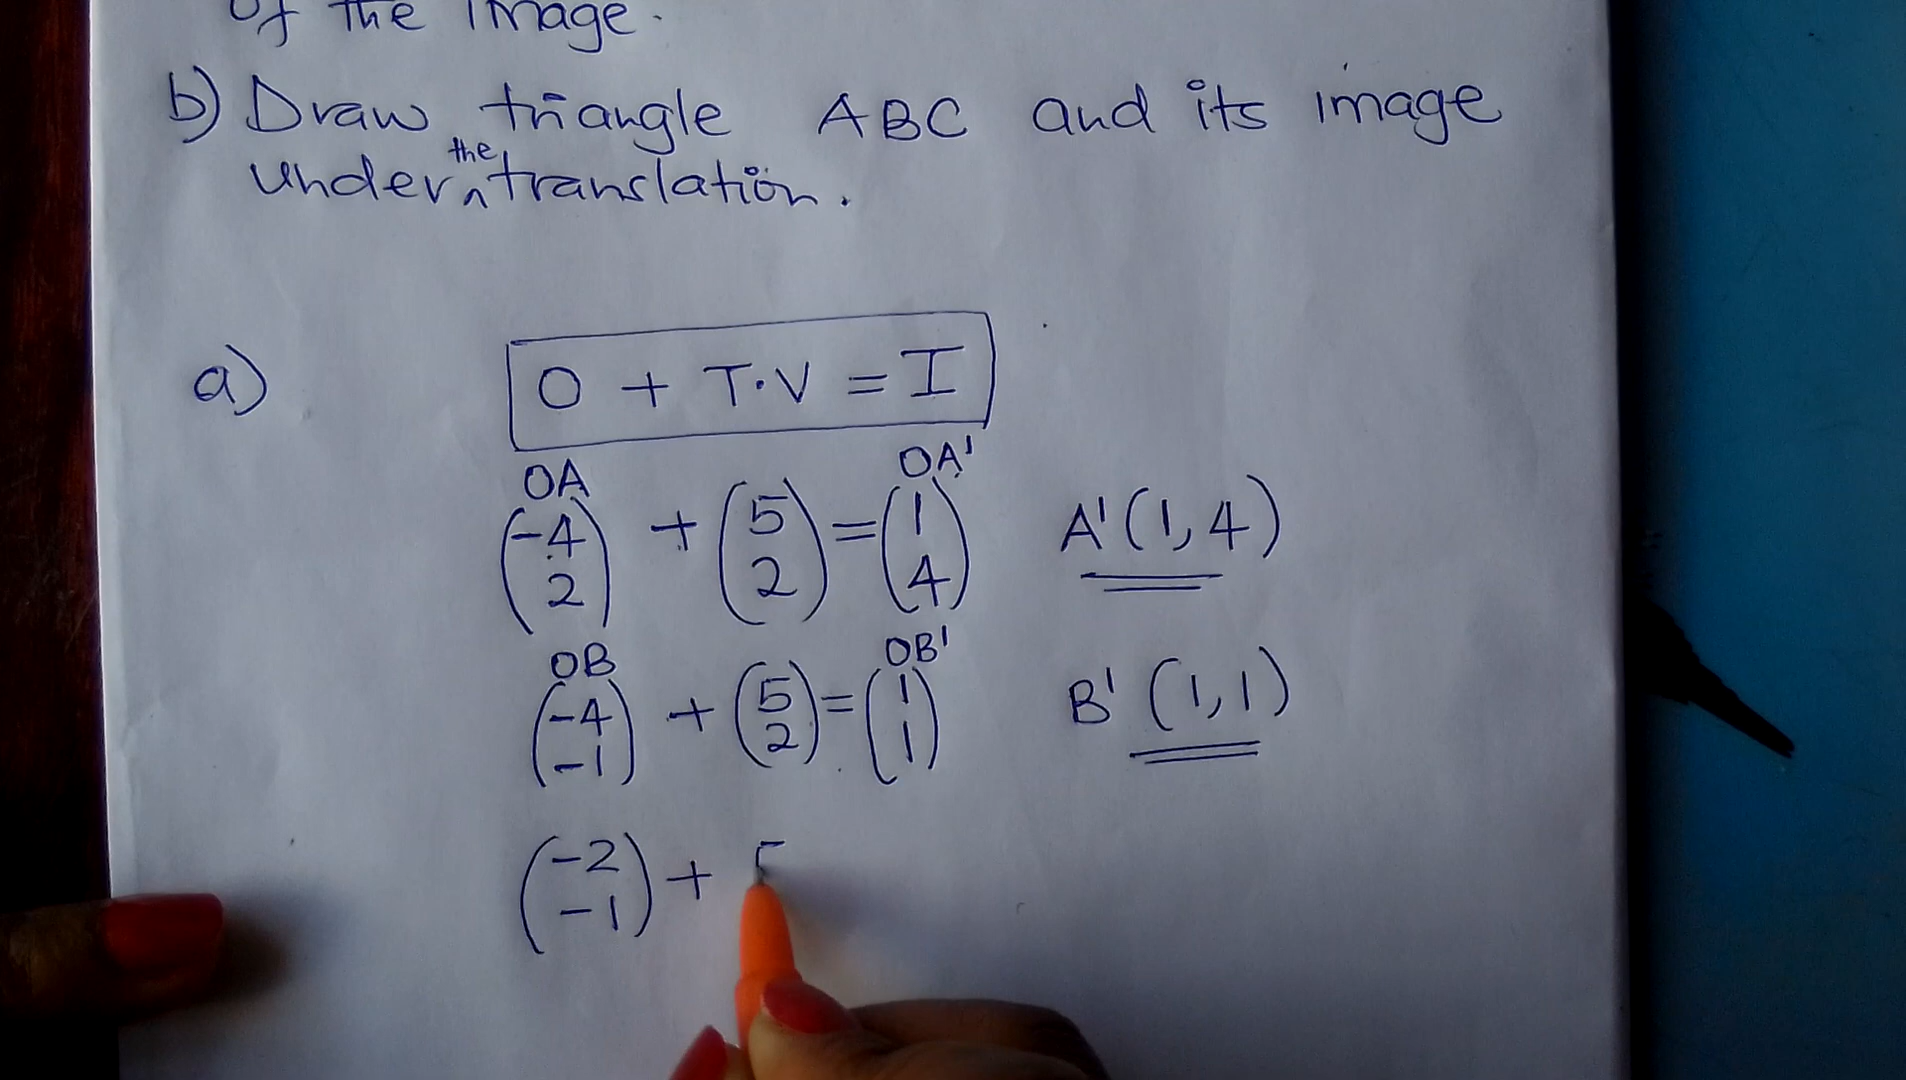 of the image.
b) Draw triangle ABC and its image
under the translation.
a) O + T.V = I
OA OA'
(-4 2) + (5 2) = (1 4) A'(1,4)
OB OB'
(-4 -1) + (5 2) = (1 1) B' (1,1)
(-2 -1) +